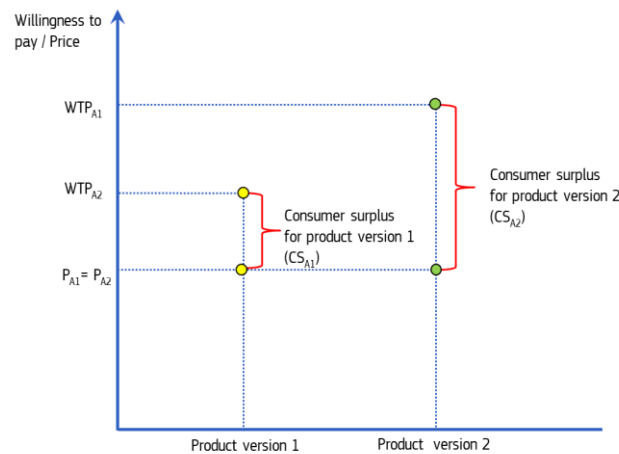 Willingness to
pay / Price
WTPA1
WTPA2
Consumer surplus
for product version 1
(CSA1)
Consumer surplus
for product version 2
(CSA2)
PA1= PA2
Product version 1
Product version 2